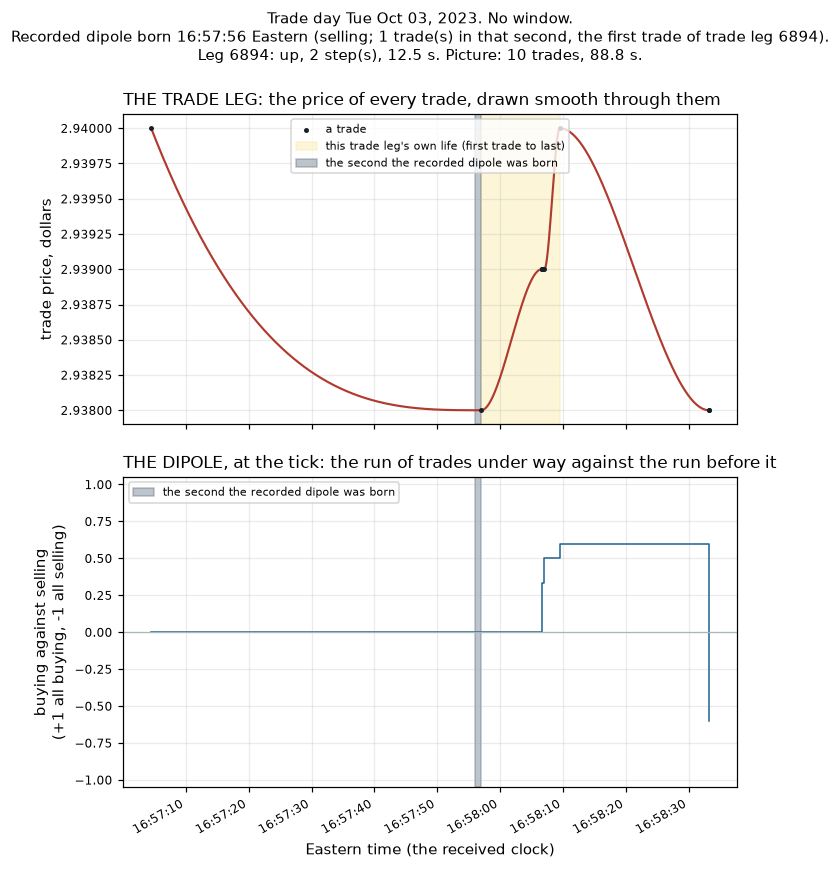 Trade day Tue Oct 03, 2023. No window.
Recorded dipole born 16:57:56 Eastern (selling; 1 trade(s) in that second, the first trade of trade leg 6894).
Leg 6894: up, 2 step(s), 12.5 s. Picture: 10 trades, 88.8 s.
THE TRADE LEG: the price of every trade, drawn smooth through them
a trade
this trade leg's own life (first trade to last)
the second the recorded dipole was born
2.94000
2.93975
2.93950
2.93925
2.93900
2.93875
2.93850
2.93825
2.93800
trade price, dollars
THE DIPOLE, at the tick: the run of trades under way against the run before it
the second the recorded dipole was born
1.00
0.75
0.50
0.25
0.00
−0.25
−0.50
−0.75
−1.00
buying against selling
(+1 all buying, -1 all selling)
16:57:10
16:57:20
16:57:30
16:57:40
16:57:50
16:58:00
16:58:10
16:58:20
16:58:30
Eastern time (the received clock)